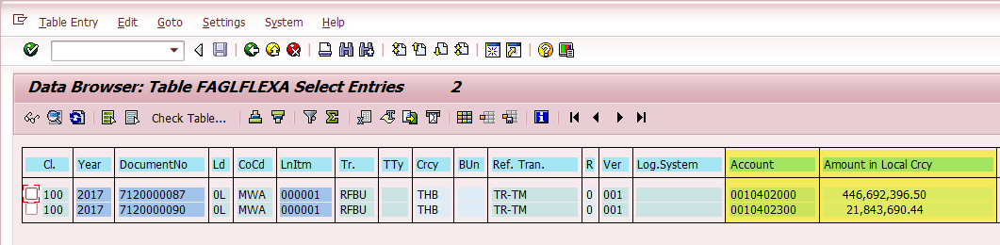 Table Entry Edit Goto Settings System Help
Data Browser: Table FAGLFLEXA Select Entries 2
Check Table...
Cl. Year DocumentNo Ld CoCd LnItm Tr. TTy Crcy BUn Ref. Tran. R Ver Log.System Account Amount in Local Crcy
100 2017 7120000087 0L MWA 000001 RFBU THB TR-TM 0 001 0010402000 446,692,396.50
100 2017 7120000090 0L MWA 000001 RFBU THB TR-TM 0 001 0010402300 21,843,690.44